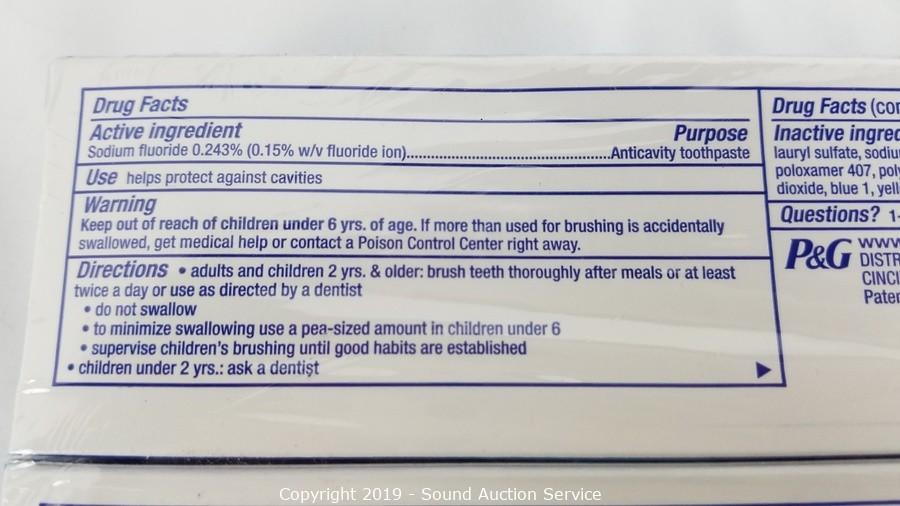 Drug Facts
Active ingredient Purpose
Sodium fluoride 0.243% (0.15% w/v fluoride ion)..........................................Anticavity toothpaste
Use helps protect against cavities
Warning
Keep out of reach of children under 6 yrs. of age. If more than used for brushing is accidentally
swallowed, get medical help or contact a Poison Control Center right away.
Directions • adults and children 2 yrs. & older: brush teeth thoroughly after meals or at least
twice a day or use as directed by a dentist
• do not swallow
• to minimize swallowing use a pea-sized amount in children under 6
• supervise children's brushing until good habits are established
• children under 2 yrs.: ask a dentist
Drug Facts
Inactive
lauryl sulfate,
poloxamer 407,
dioxide, blue 1,
Questions? 1-
P&G
Copyright 2019 - Sound Auction Service